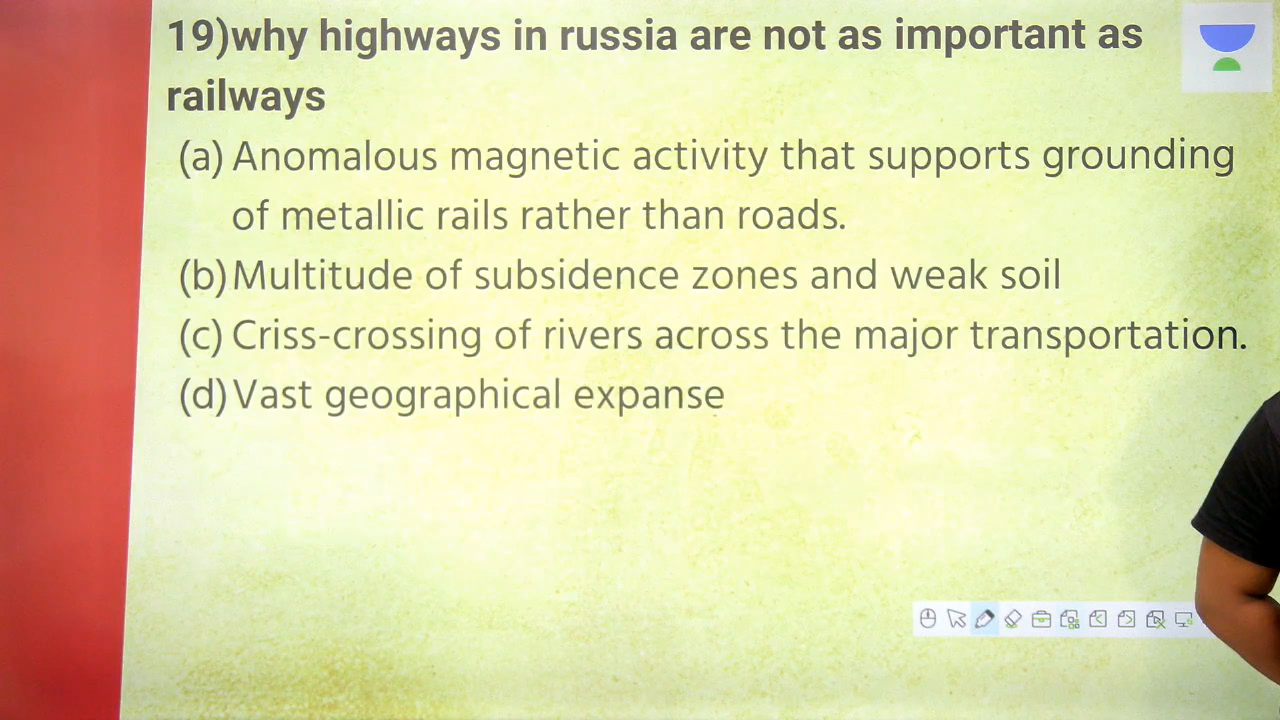 19)why highways in russia are not as important as
railways
(a) Anomalous magnetic activity that supports grounding
of metallic rails rather than roads.
(b) Multitude of subsidence zones and weak soil
(c) Criss-crossing of rivers across the major transportation.
(d) Vast geographical expanse